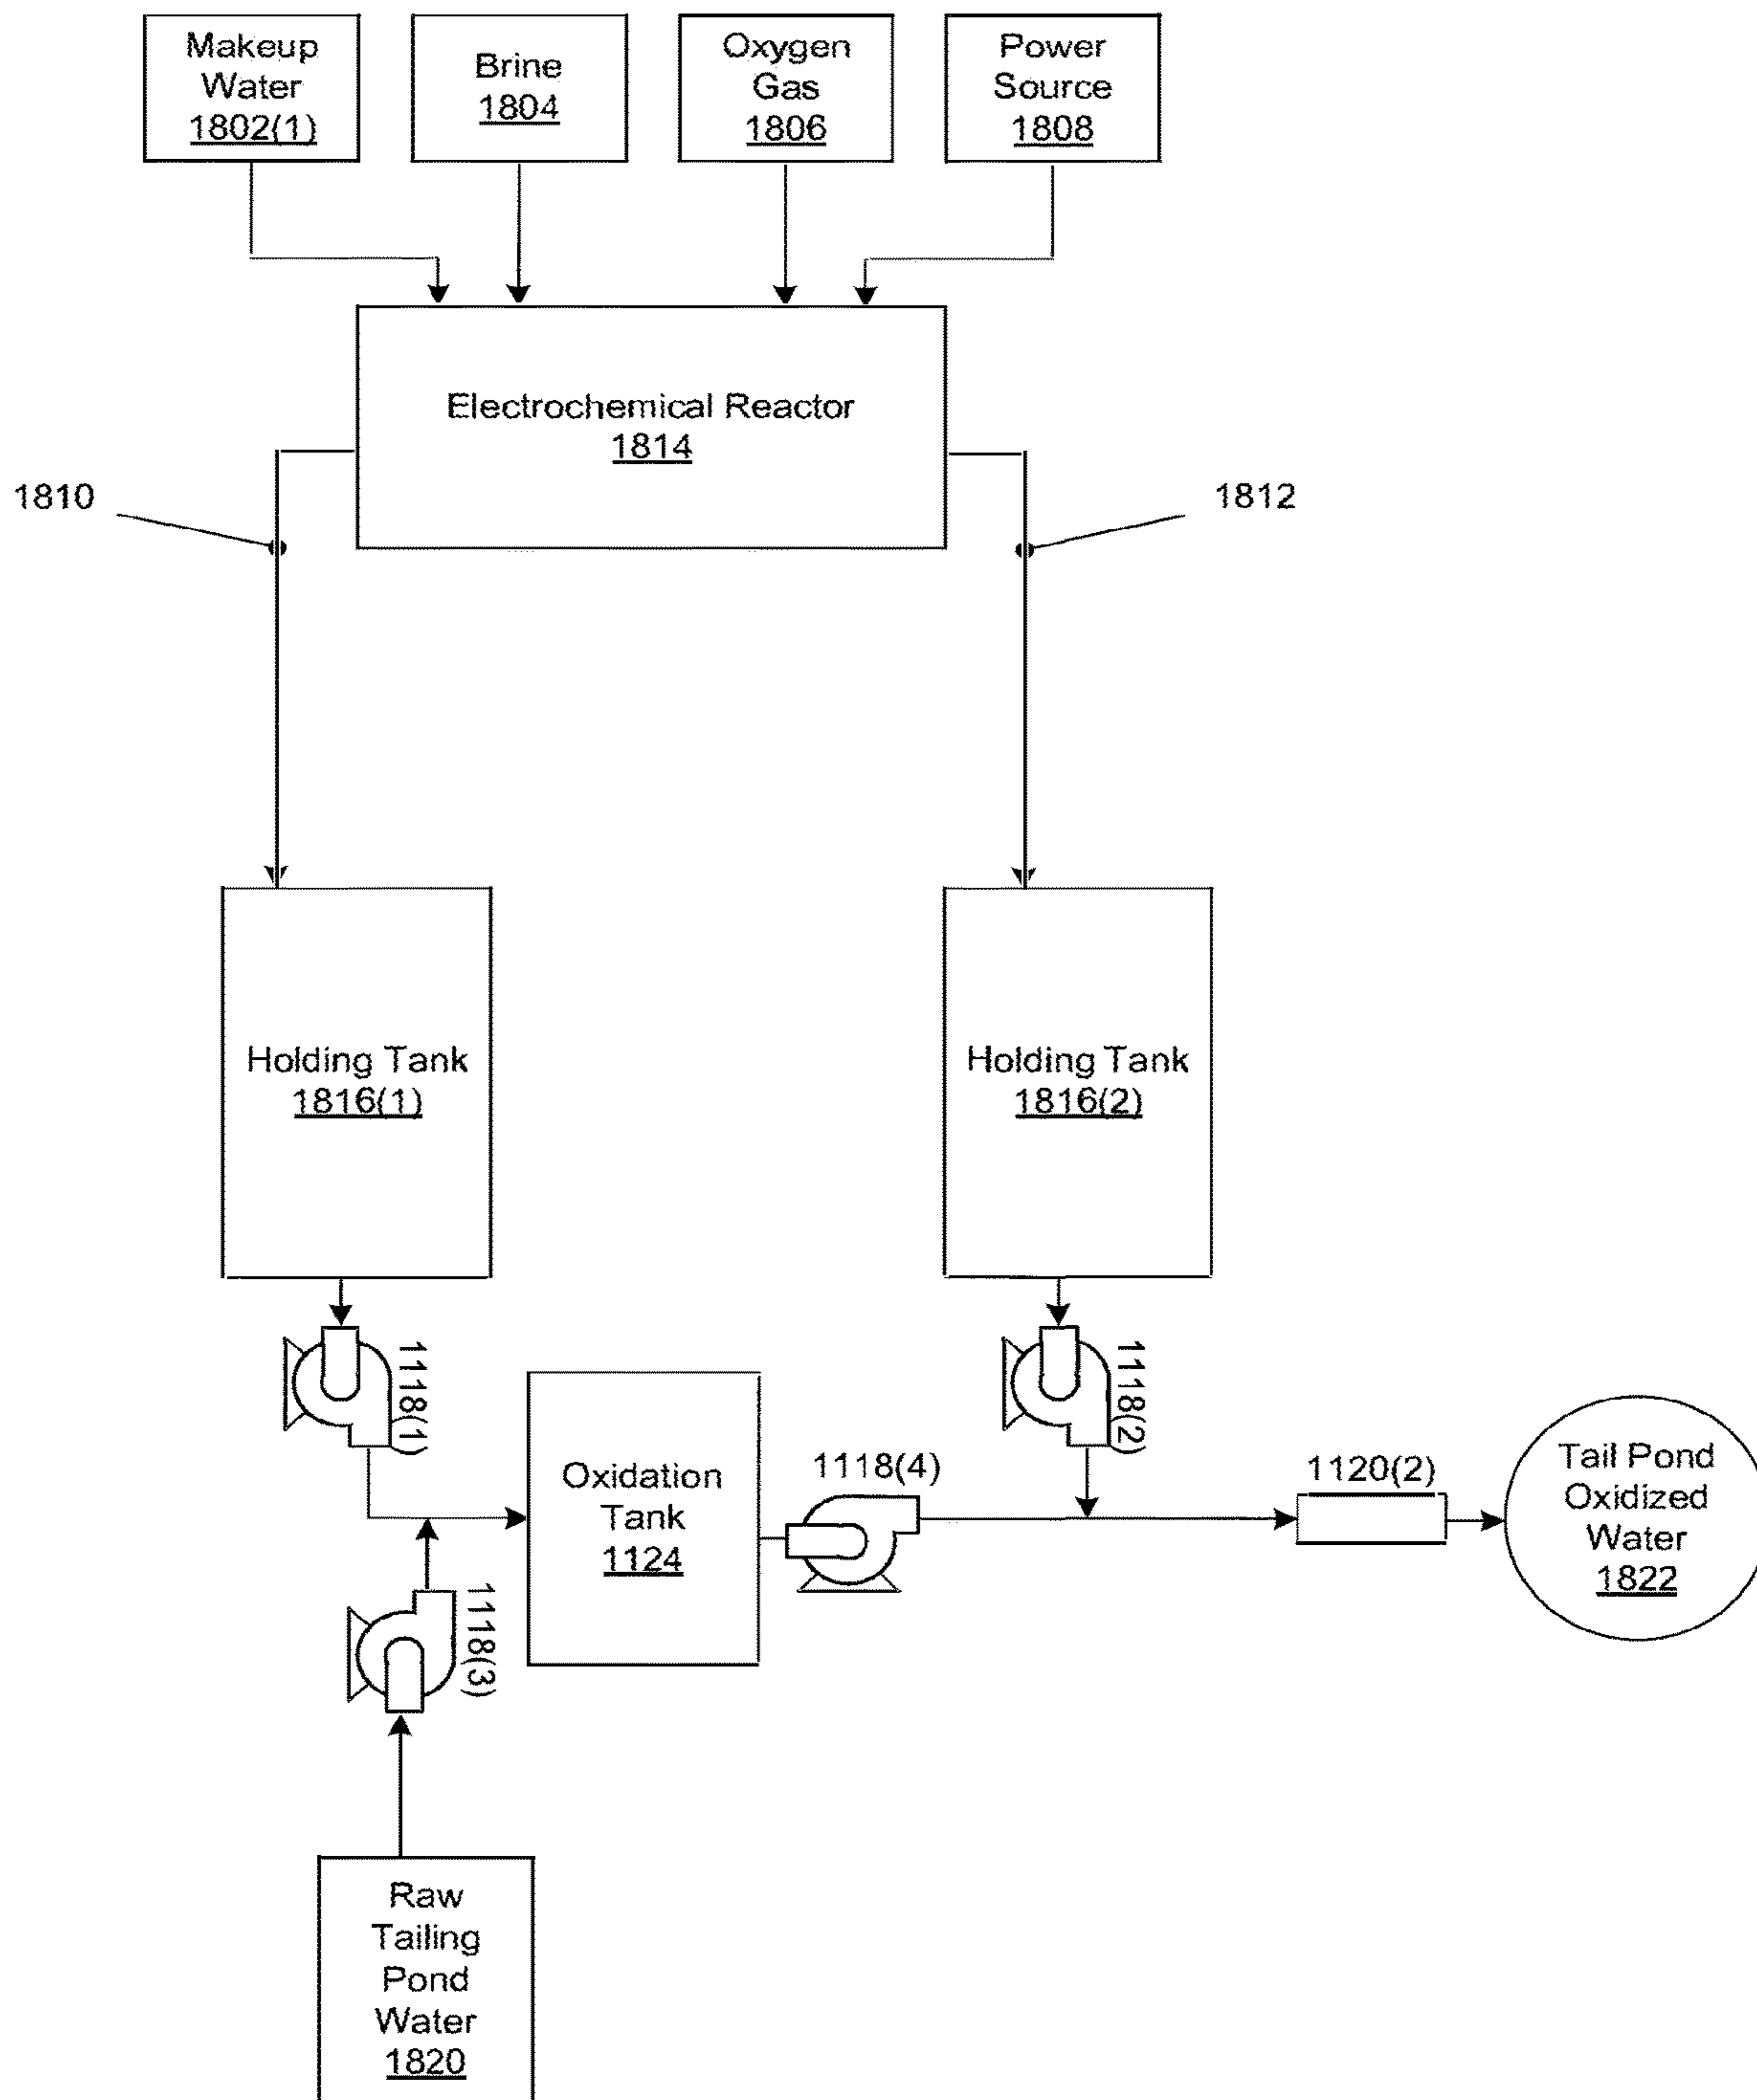 Makeup
Water
1802(1)
Brine
1804
Oxygen
Gas
1806
Power
Source
1808
Electrochemical Reactor
1814
1810
1812
Holding Tank
1816(1)
Holding Tank
1816(2)
1118(1)
1118(2)
Oxidation
Tank
1124
1118(4)
1120(2)
Tail Pond
Oxidized
Water
1822
1118(3)
Raw
Tailing
Pond
Water
1820